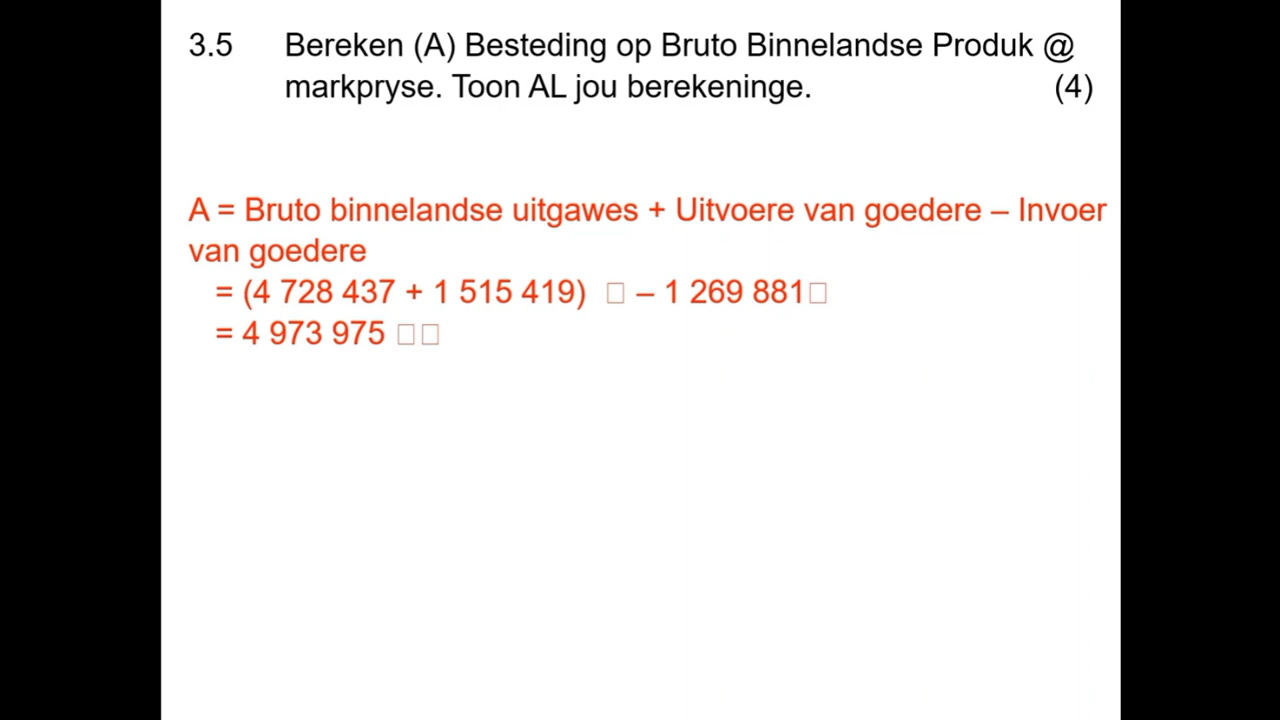 3.5 Bereken (A) Besteding op Bruto Binnelandse Produk @
markpryse. Toon AL jou berekeninge. (4)
A = Bruto binnelandse uitgawes + Uitvoere van goedere – Invoer
van goedere
= (4 728 437 + 1 515 419) □ – 1 269 881□
= 4 973 975 □□